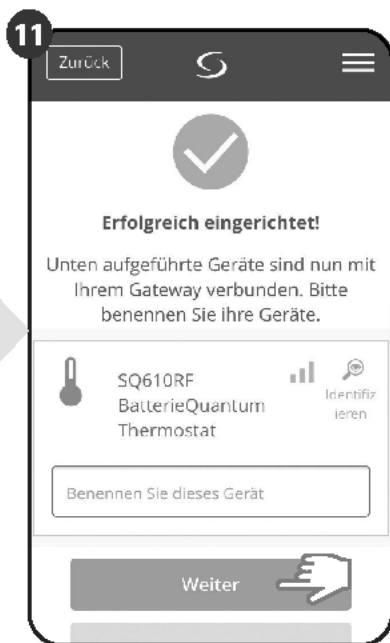 11
Zurück
Erfolgreich eingerichtet!
Unten aufgeführte Geräte sind nun mit
Ihrem Gateway verbunden. Bitte
benennen Sie ihre Geräte.
SQ610RF
BatterieQuantum
Thermostat
Identifiz
ieren
Benennen Sie dieses Gerät
Weiter